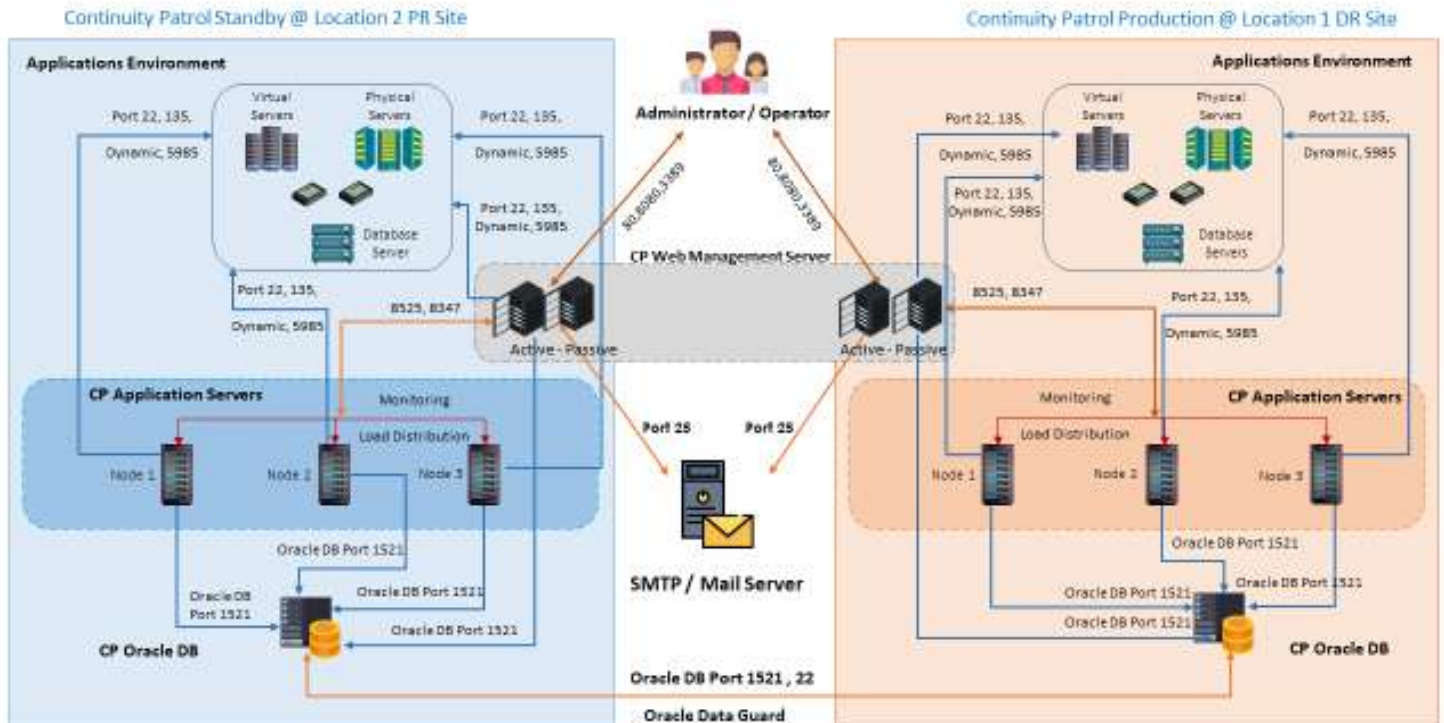 Continuity Patrol Standby @ Location 2 PR Site
Continuity Patrol Production @ Location 1 DR Site
Applications Environment
Virtual
Servers
Physical
Servers
Port 22, 135,
Dynamic, 5985
Port 22, 135,
Dynamic, 5985
Port 22, 135,
Dynamic, 5985
Database
Server
Port 22, 135,
Dynamic, 5985
8525, 8347
Administrator / Operator
80,8080,3389
80,8080,3389
CP Web Management Server
Active - Passive
Active - Passive
Applications Environment
Virtual
Servers
Physical
Servers
Port 22, 135,
Dynamic, 5985
Port 22, 135,
Dynamic, 5985
Port 22, 135,
Dynamic, 5985
Database
Servers
8525, 8347
Port 22, 135,
Dynamic, 5985
CP Application Servers
Monitoring
Load Distribution
Node 1
Node 2
Node 3
Port 25
Port 25
SMTP / Mail Server
CP Application Servers
Monitoring
Load Distribution
Node 1
Node 2
Node 3
Oracle DB Port 1521
Oracle DB
Port 1521
Oracle DB Port 1521
Oracle DB Port 1521
CP Oracle DB
Oracle DB Port 1521
Oracle DB Port 1521
Oracle DB Port 1521
Oracle DB Port 1521
CP Oracle DB
Oracle DB Port 1521 , 22
Oracle Data Guard